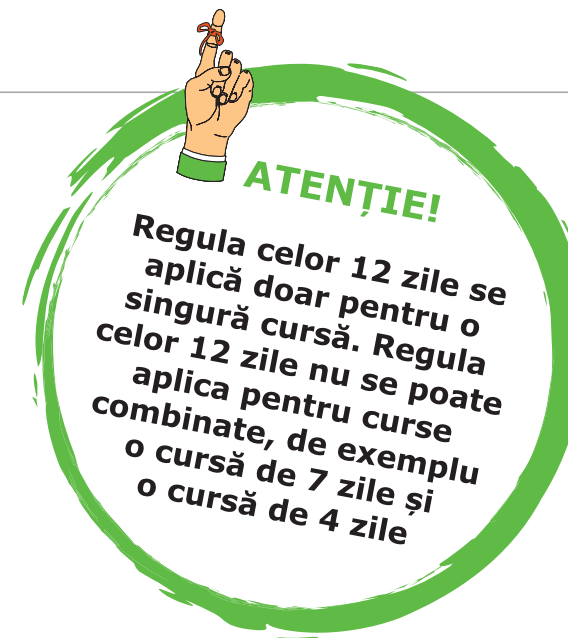 ATENȚIE!
Regula celor 12 zile se
aplică doar pentru o
singură cursă. Regula
celor 12 zile nu se poate
aplica pentru curse
combinate, de exemplu
o cursă de 7 zile și
o cursă de 4 zile